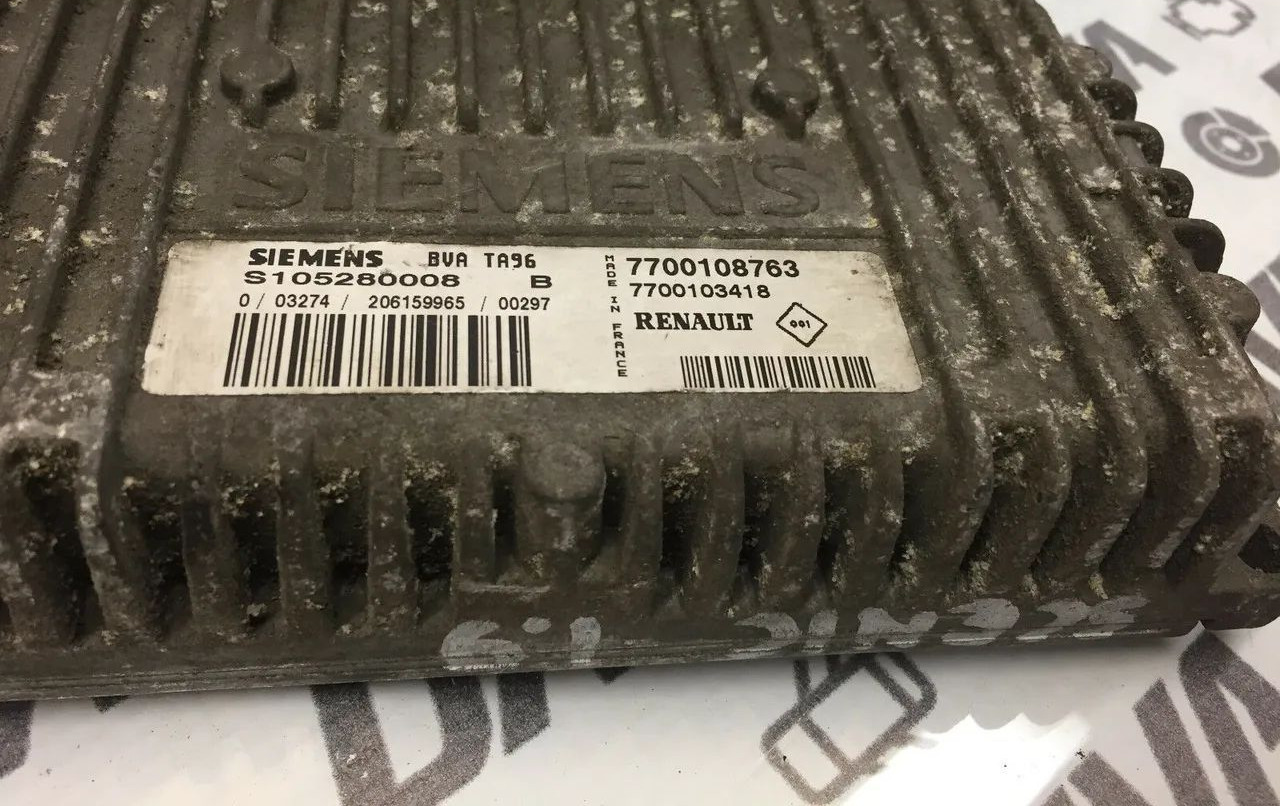 SIEMENS
SIEMENS BVA TA96
S105280008 B
0 / 03274 / 206159965 / 00297
MADE IN FRANCE
7700108763
7700103418
RENAULT 001